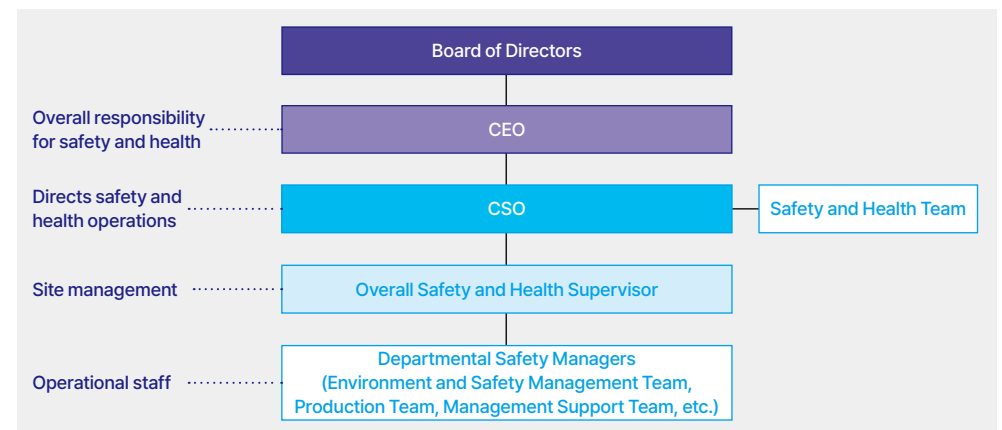 Board of Directors
Overall responsibility
for safety and health
CEO
Directs safety and
health operations
CSO
Safety and Health Team
Site management
Overall Safety and Health Supervisor
Operational staff
Departmental Safety Managers
(Environment and Safety Management Team,
Production Team, Management Support Team, etc.)